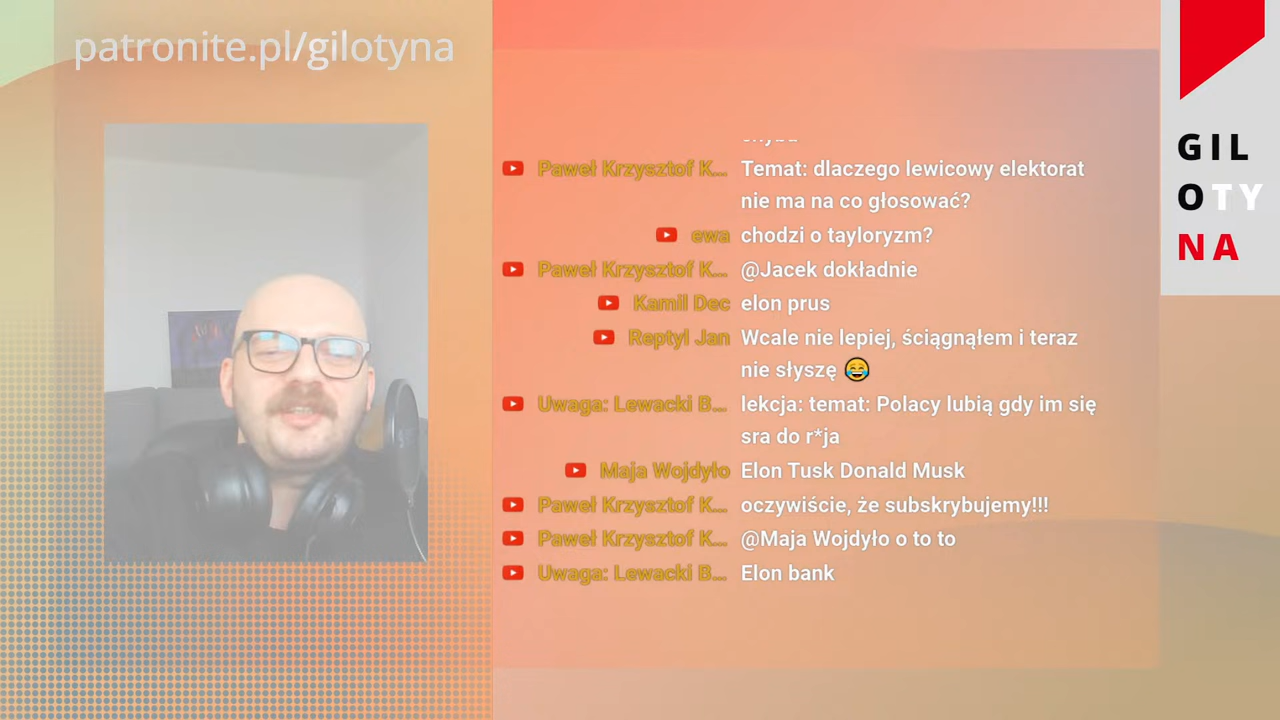 patronite.pl/gilotyna
Paweł Krzysztof K... Temat: dlaczego lewicowy elektorat
nie ma na co głosować?
ewa chodzi o tayloryzm?
Paweł Krzysztof K... @Jacek dokładnie
Kamil Dec elon prus
Reptyl Jan Wcale nie lepiej, ściągnąłem i teraz
nie słyszę 😂
Uwaga: Lewacki B... lekcja: temat: Polacy lubią gdy im się
sra do r*ja
Maja Wojdyło Elon Tusk Donald Musk
Paweł Krzysztof K... oczywiście, że subskrybujemy!!!
Paweł Krzysztof K... @Maja Wojdyło o to to
Uwaga: Lewacki B... Elon bank
GIL
OTY
NA